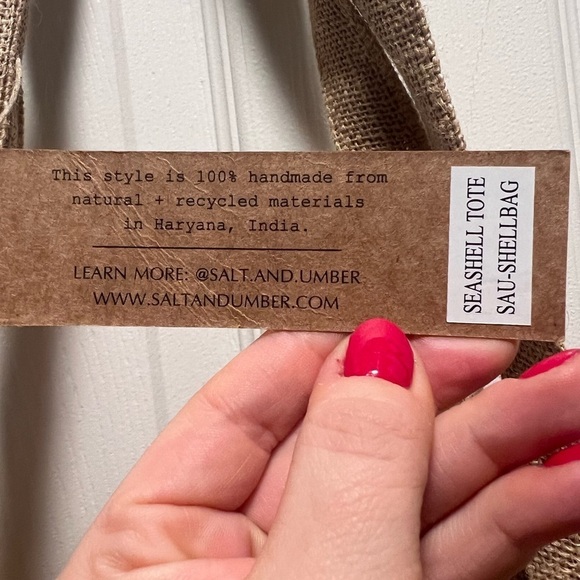 This style is 100% handmade from
natural + recycled materials
in Haryana, India.
LEARN MORE: @SALT.AND.UMBER
WWW.SALTANDUMBER.COM
SEASHELL TOTE
SAU-SHELLBAG